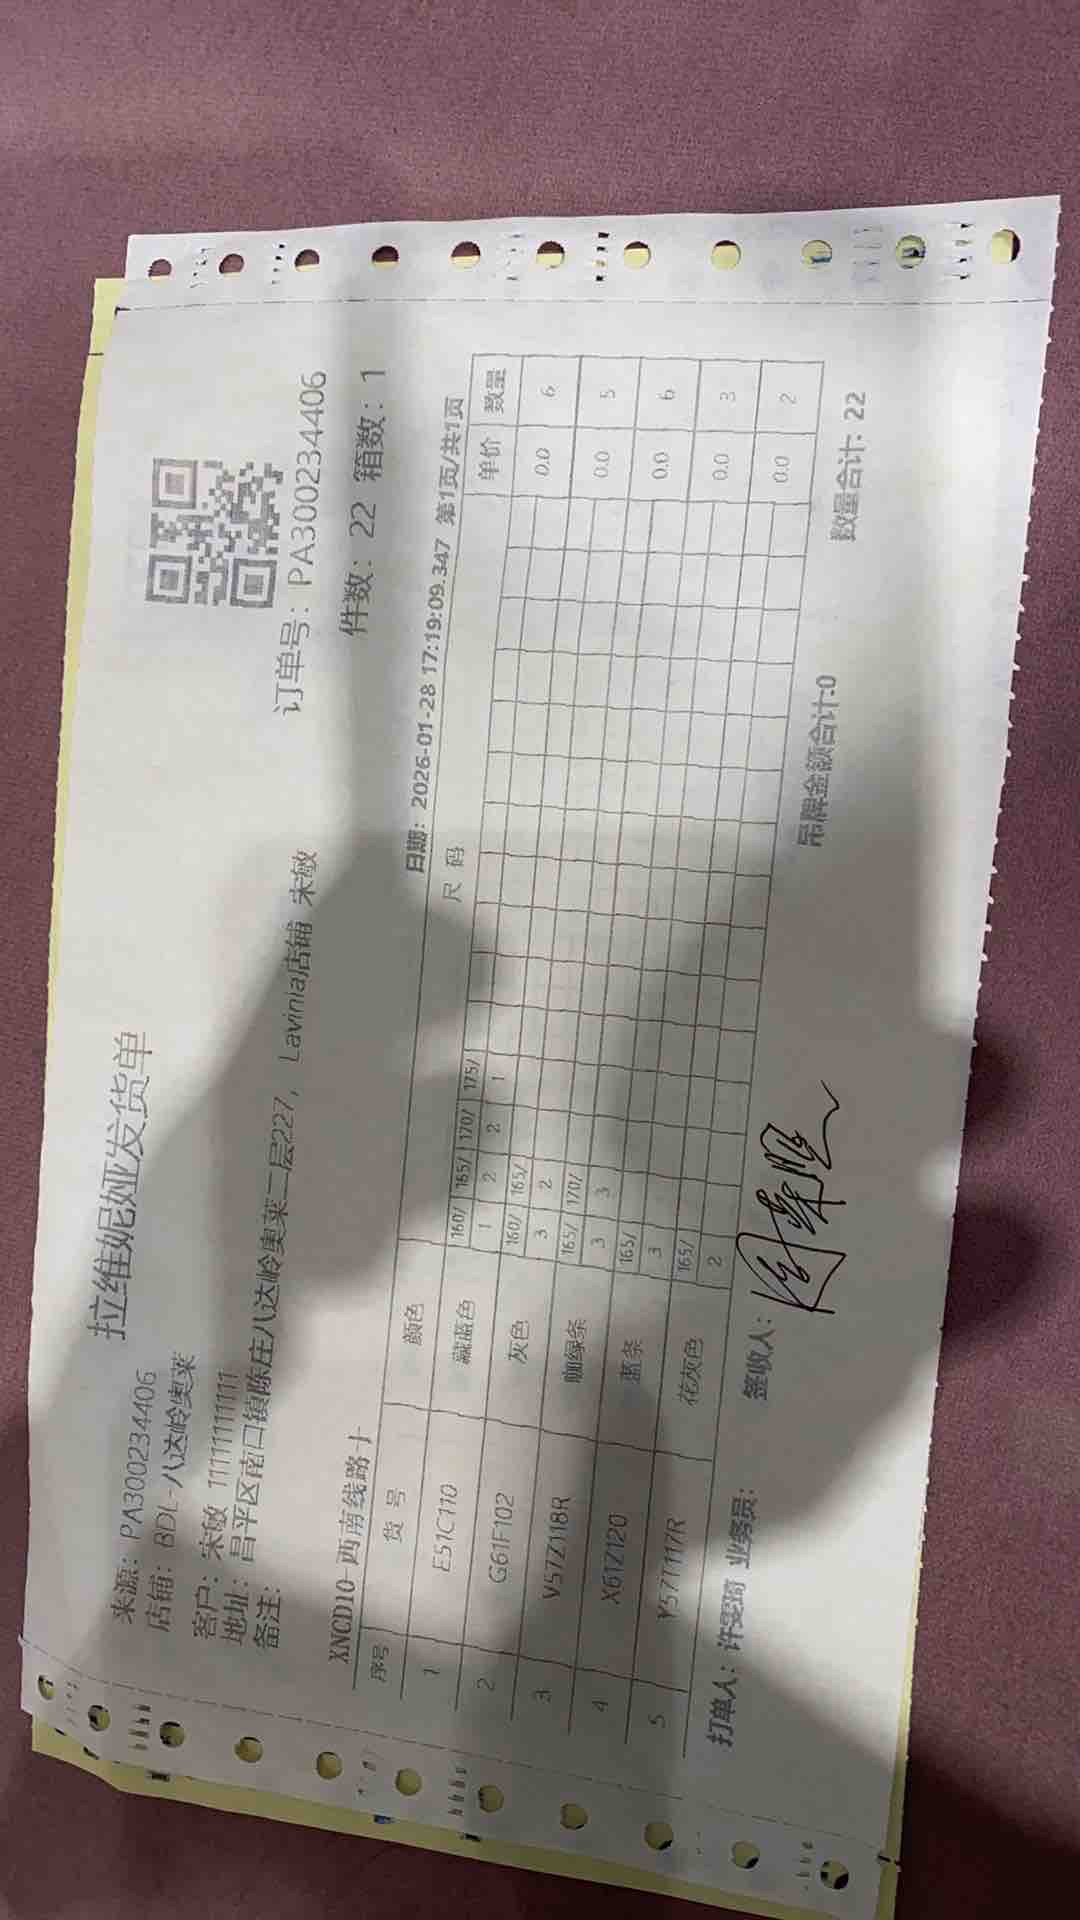 拉维妮娅发货单
来源: PA300234406
店铺: BDL-八达岭奥莱
客户: 宋敏 11111111111
订单号: PA300234406
地址: 昌平区南口镇陈庄八达岭奥莱二层227, Lavinia店铺 宋敏
备注:
件数: 22 箱数: 1
XNCD10-西南线路十
日期: 2026-01-28 17:19:09.347 第1页/共1页
序号 货号 颜色 尺码 单价 数量
1 E51C110 藏蓝色 160/ 165/ 170/ 175/
1 2 2 1 0.0 6
2 G61F102 灰色 160/ 165/
3 2 0.0 5
3 V57Z118R 咖绿条 165/ 170/
3 3 0.0 6
4 X61Z120 蓝条 165/
3 0.0 3
5 花灰色 165/
2 0.0 2
打单人: 许雯琦 业务员: 签收人: 吊牌金额合计:0 数量合计: 22